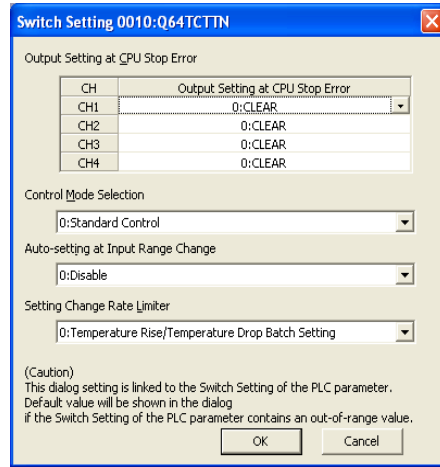 Switch Setting 0010:Q64TCTTN
Output Setting at CPU Stop Error
CH Output Setting at CPU Stop Error
CH1 0:CLEAR
CH2 0:CLEAR
CH3 0:CLEAR
CH4 0:CLEAR
Control Mode Selection
0:Standard Control
Auto-setting at Input Range Change
0:Disable
Setting Change Rate Limiter
0:Temperature Rise/Temperature Drop Batch Setting
(Caution)
This dialog setting is linked to the Switch Setting of the PLC parameter.
Default value will be shown in the dialog
if the Switch Setting of the PLC parameter contains an out-of-range value.
OK Cancel